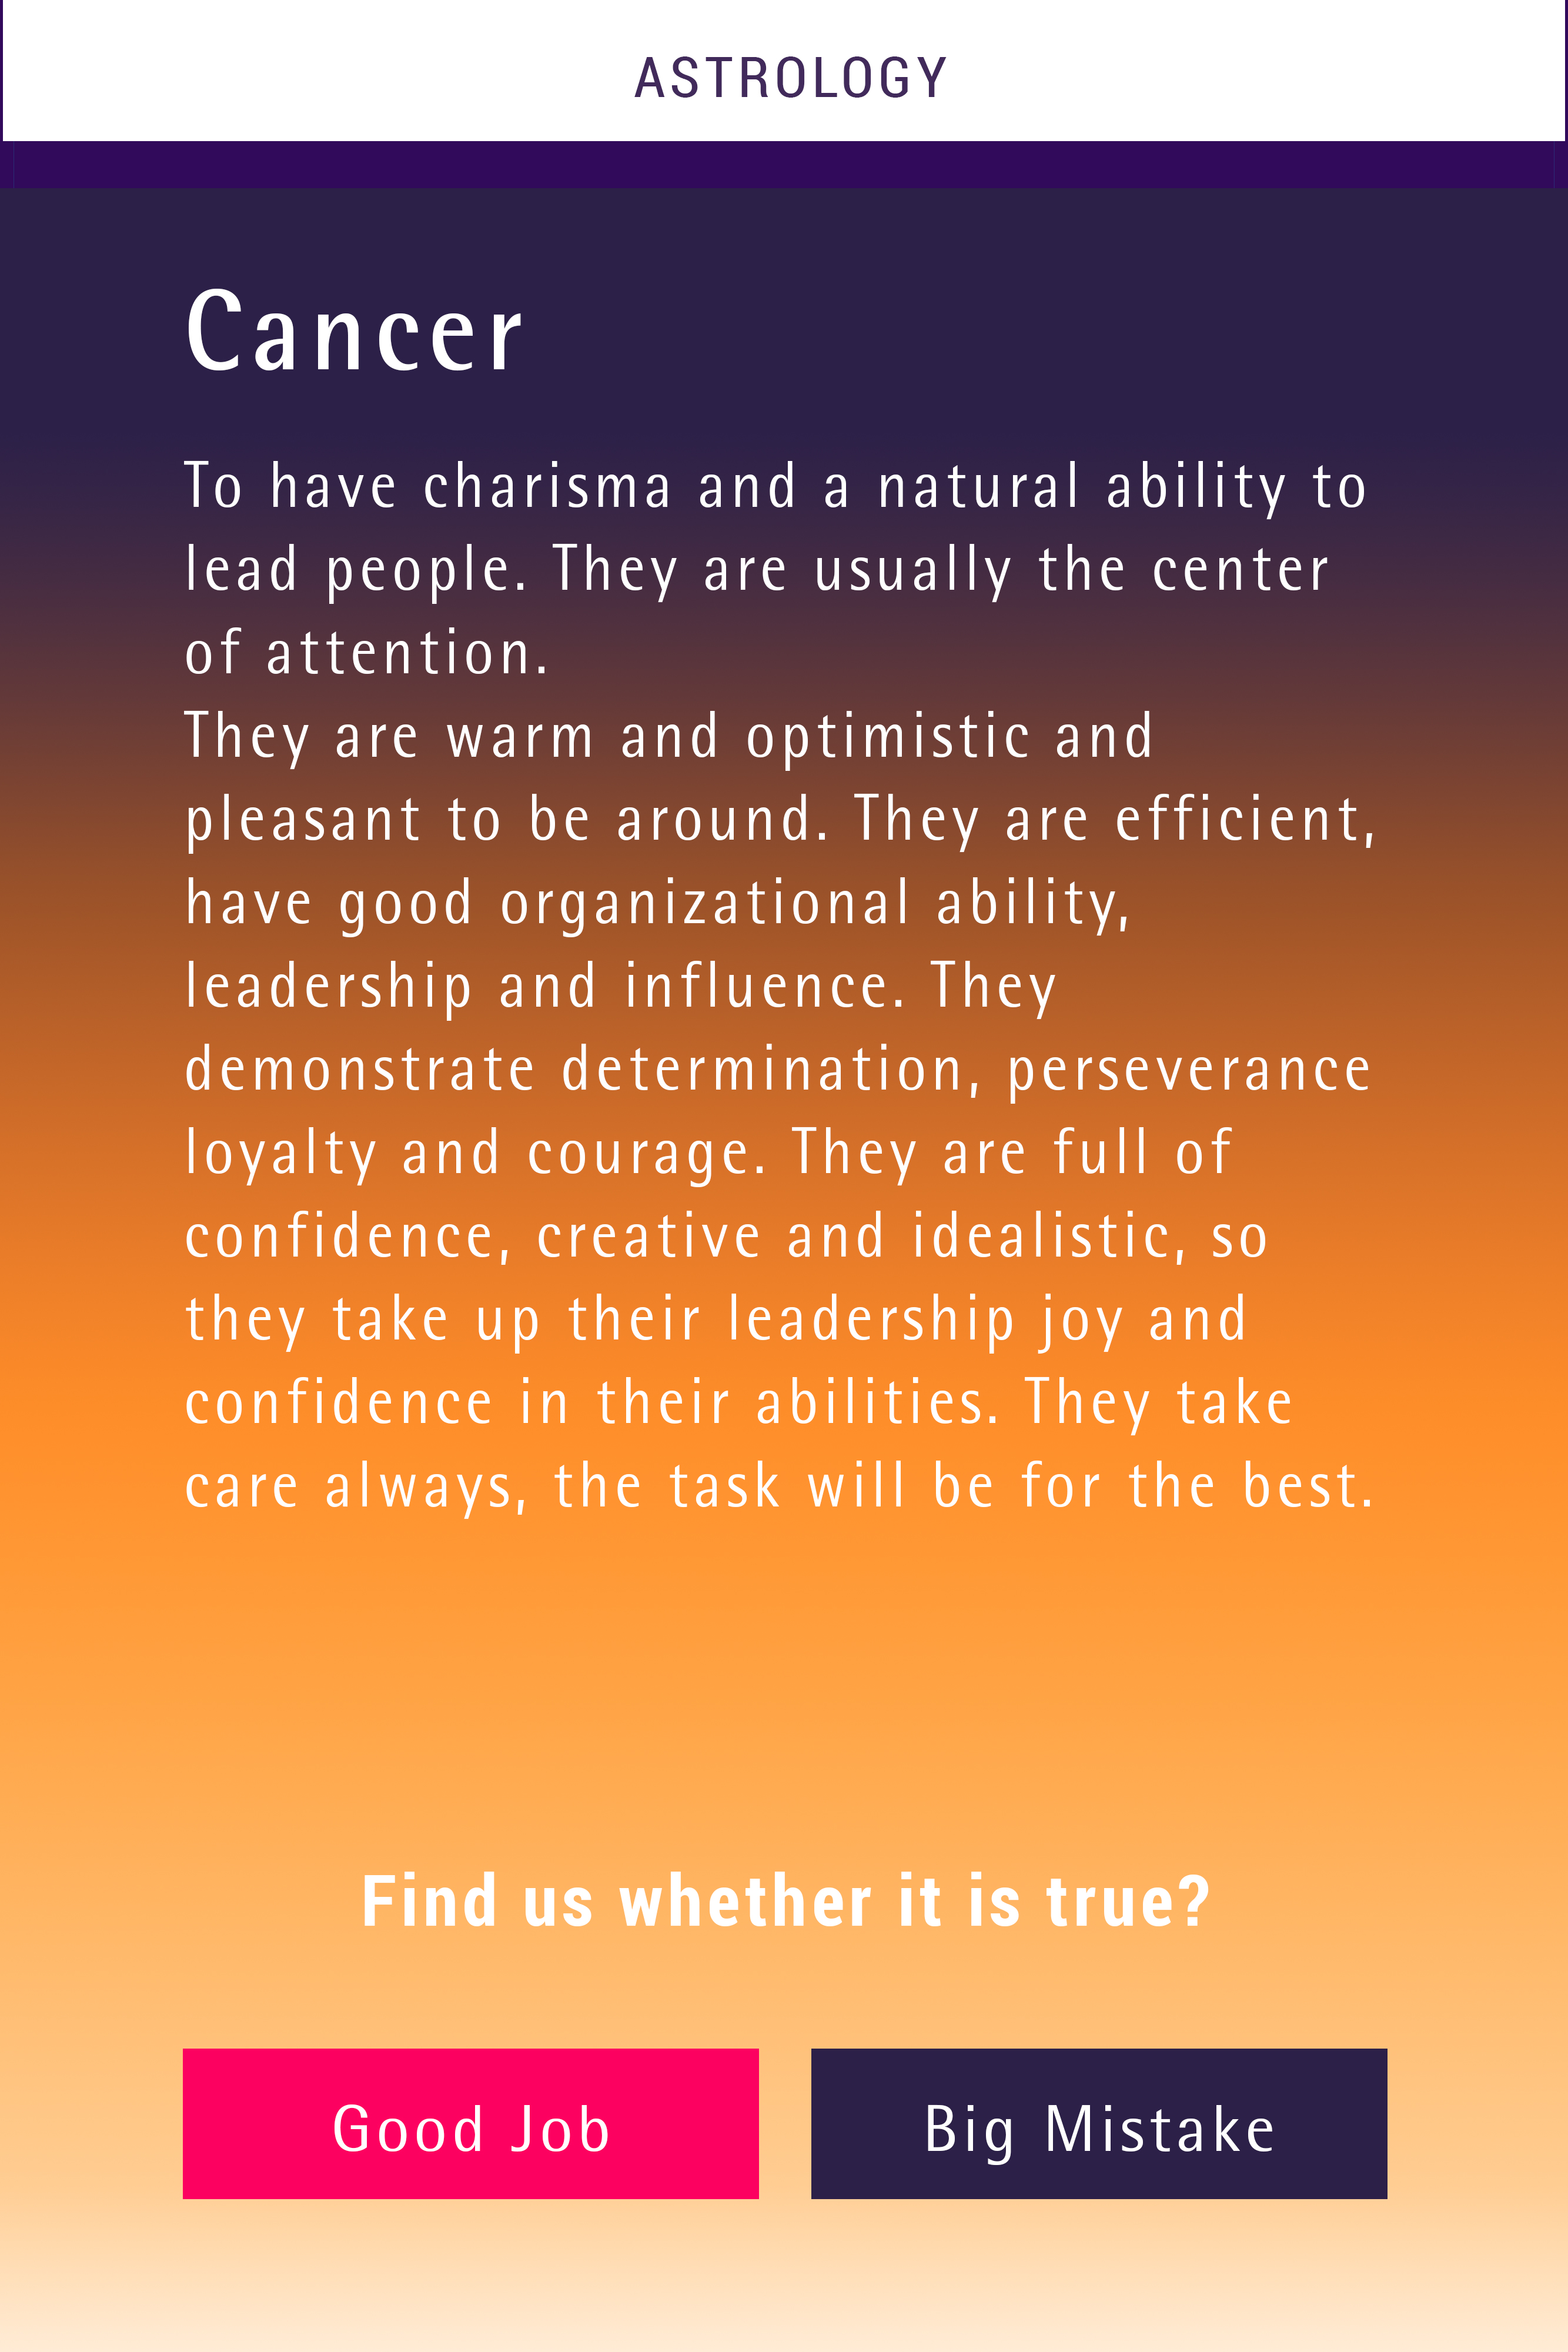 ASTROLOGY
Cancer
To have charisma and a natural ability to
lead people. They are usually the center
of attention.
They are warm and optimistic and
pleasant to be around. They are efficient,
have good organizational ability,
leadership and influence. They
demonstrate determination, perseverance
loyalty and courage. They are full of
confidence, creative and idealistic, so
they take up their leadership joy and
confidence in their abilities. They take
care always, the task will be for the best.
Find us whether it is true?
Good Job
Big Mistake